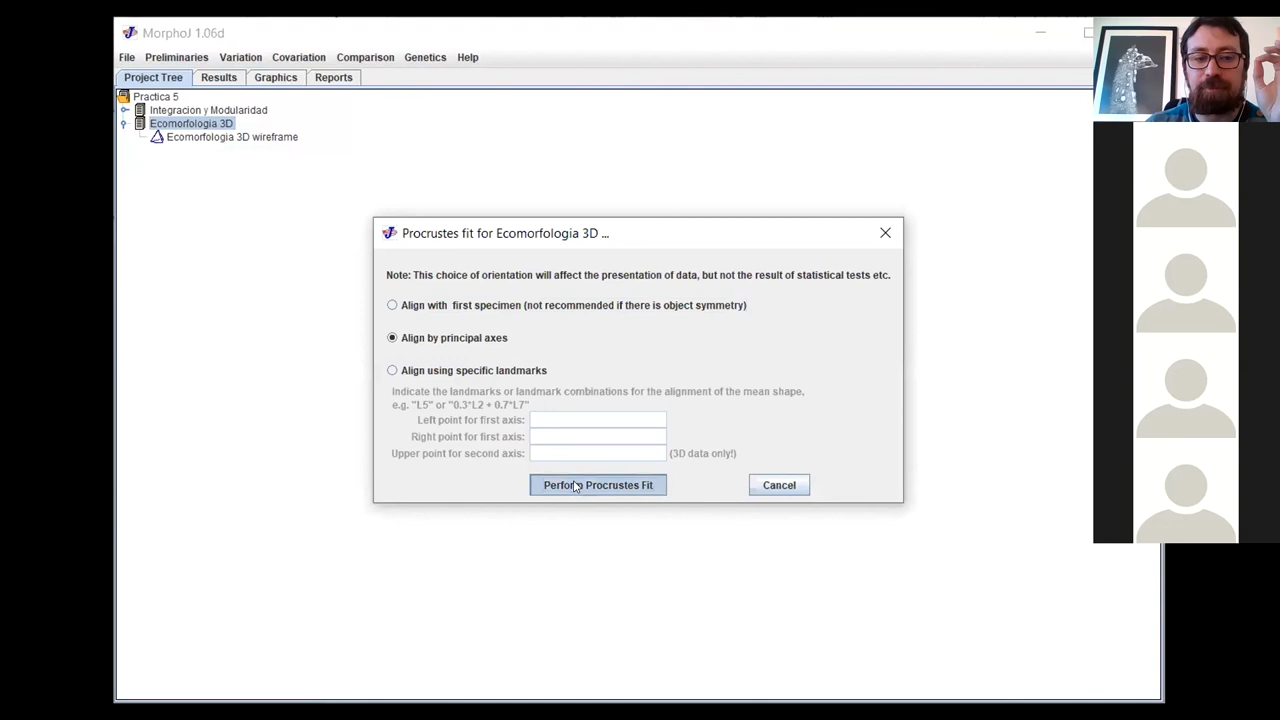 MorphoJ 1.06d
File Preliminaries Variation Covariation Comparison Genetics Help
Project Tree Results Graphics Reports
Practica 5
Integracion y Modularidad
Ecomorfologia 3D
Ecomorfologia 3D wireframe
Procrustes fit for Ecomorfologia 3D ...
Note: This choice of orientation will affect the presentation of data, but not the result of statistical tests etc.
Align with first specimen (not recommended if there is object symmetry)
Align by principal axes
Align using specific landmarks
Indicate the landmarks or landmark combinations for the alignment of the mean shape,
e.g. "L5" or "0.3*L2 + 0.7*L7"
Left point for first axis:
Right point for first axis:
Upper point for second axis: (3D data only!)
Perform Procrustes Fit Cancel